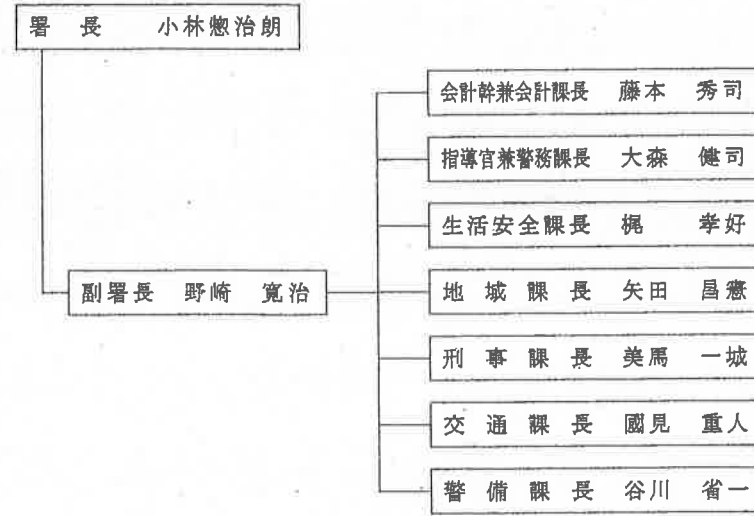 署長 小林惣治朗
会計幹兼会計課長 藤本 秀司
指導官兼警務課長 大森 健司
生活安全課長 梶 孝好
副署長 野崎 寛治
地域課長 矢田 昌憲
刑事課長 美馬 一城
交通課長 國見 重人
警備課長 谷川 省一